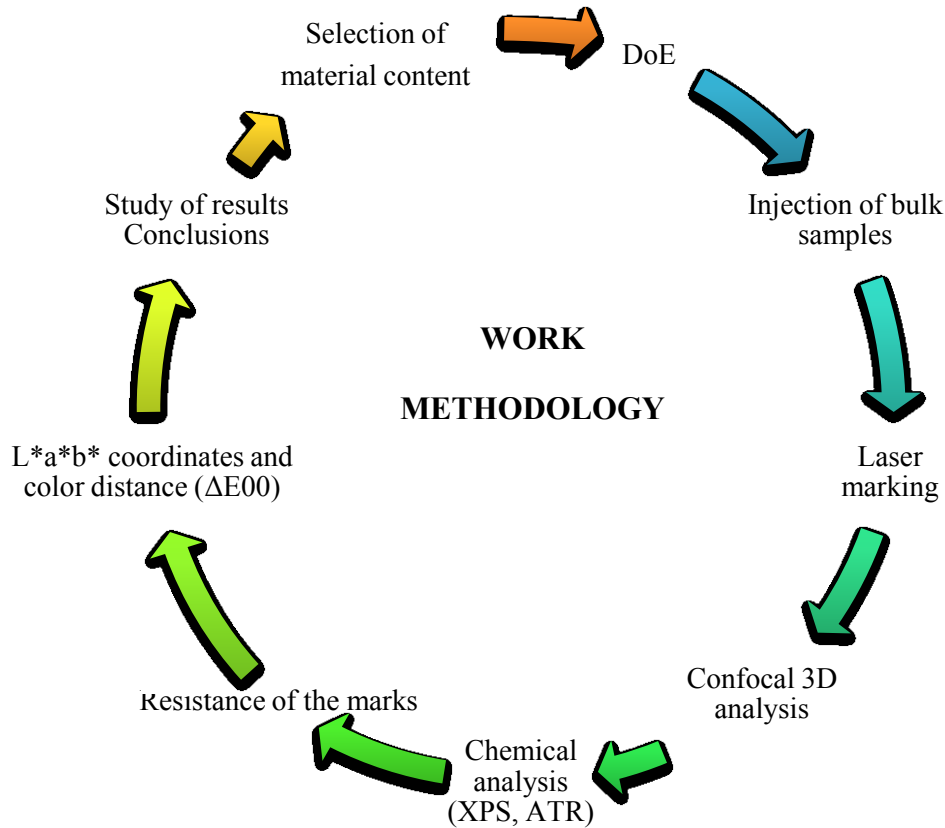 Selection of
material content
DoE
Injection of bulk
samples
Laser
marking
Confocal 3D
analysis
Chemical
analysis
(XPS, ATR)
Resistance of the marks
L*a*b* coordinates and
color distance (ΔE00)
Study of results
Conclusions
WORK
METHODOLOGY